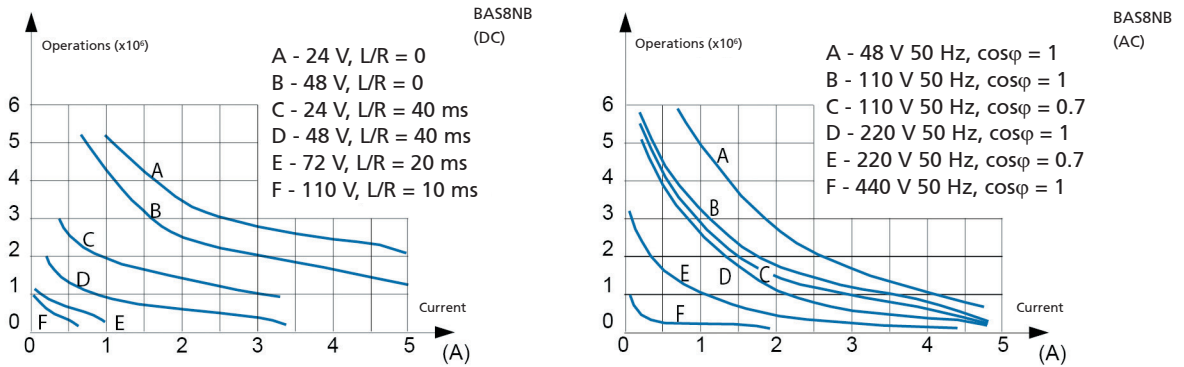 BAS8NB
(DC)
Operations (x10⁶)
A - 24 V, L/R = 0
B - 48 V, L/R = 0
C - 24 V, L/R = 40 ms
D - 48 V, L/R = 40 ms
E - 72 V, L/R = 20 ms
F - 110 V, L/R = 10 ms
6
5
4
3
2
1
0
A
B
C
D
E
F
Current
0 1 2 3 4 5
(A)
BAS8NB
(AC)
Operations (x10⁶)
A - 48 V 50 Hz, cosφ = 1
B - 110 V 50 Hz, cosφ = 1
C - 110 V 50 Hz, cosφ = 0.7
D - 220 V 50 Hz, cosφ = 1
E - 220 V 50 Hz, cosφ = 0.7
F - 440 V 50 Hz, cosφ = 1
6
5
4
3
2
1
0
A
B
E
D
C
F
Current
0 1 2 3 4 5
(A)